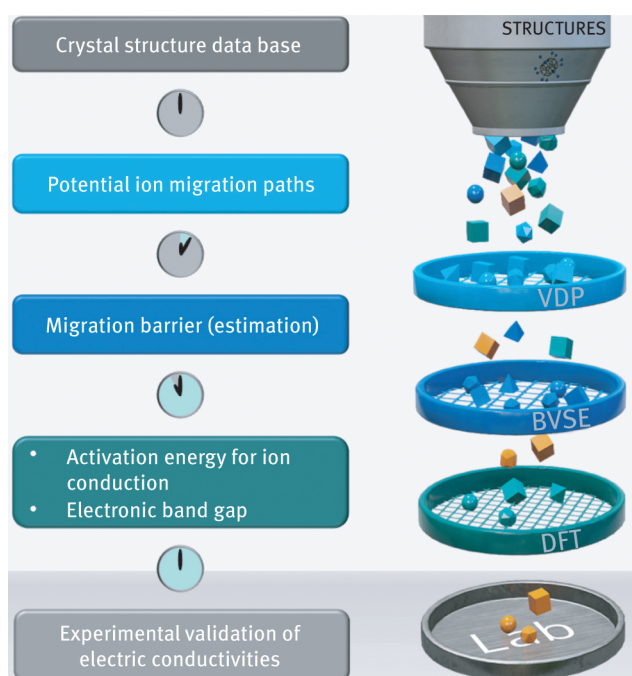 Crystal structure data base
STRUCTURES
Potential ion migration paths
VDP
Migration barrier (estimation)
BVSE
• Activation energy for ion
conduction
• Electronic band gap
DFT
Experimental validation of
electric conductivities
Lab